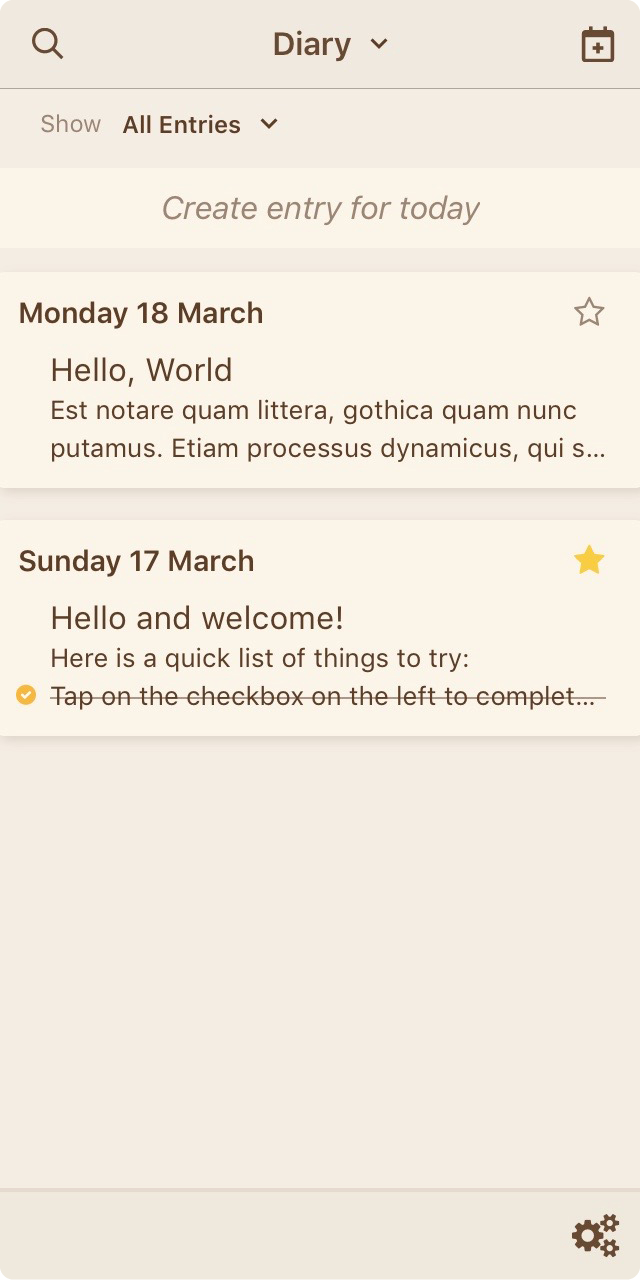 Diary
Show All Entries
Create entry for today
Monday 18 March
Hello, World
Est notare quam littera, gothica quam nunc
putamus. Etiam processus dynamicus, qui s...
Sunday 17 March
Hello and welcome!
Here is a quick list of things to try:
Tap on the checkbox on the left to complet...